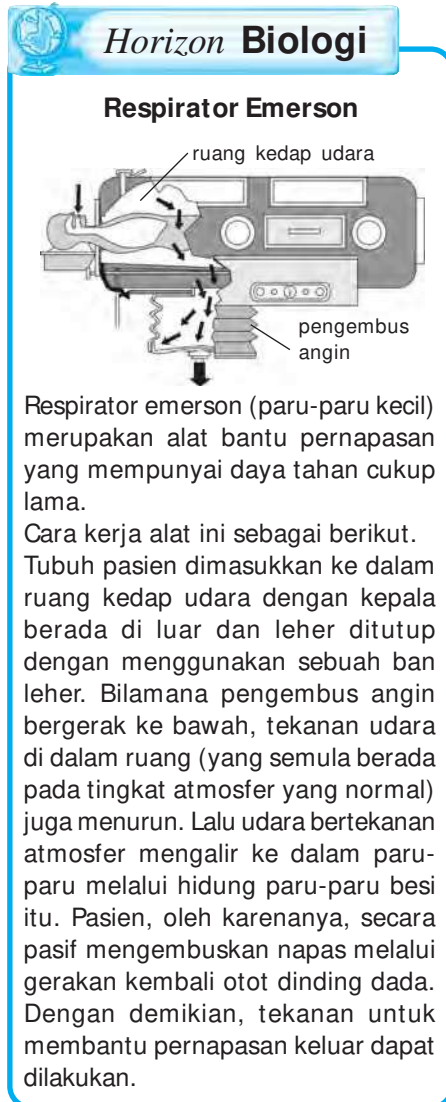 Horizon Biologi
Respirator Emerson
ruang kedap udara
pengembus
angin
Respirator emerson (paru-paru kecil)
merupakan alat bantu pernapasan
yang mempunyai daya tahan cukup
lama.
Cara kerja alat ini sebagai berikut.
Tubuh pasien dimasukkan ke dalam
ruang kedap udara dengan kepala
berada di luar dan leher ditutup
dengan menggunakan sebuah ban
leher. Bilamana pengembus angin
bergerak ke bawah, tekanan udara
di dalam ruang (yang semula berada
pada tingkat atmosfer yang normal)
juga menurun. Lalu udara bertekanan
atmosfer mengalir ke dalam paru-
paru melalui hidung paru-paru besi
itu. Pasien, oleh karenanya, secara
pasif mengembuskan napas melalui
gerakan kembali otot dinding dada.
Dengan demikian, tekanan untuk
membantu pernapasan keluar dapat
dilakukan.